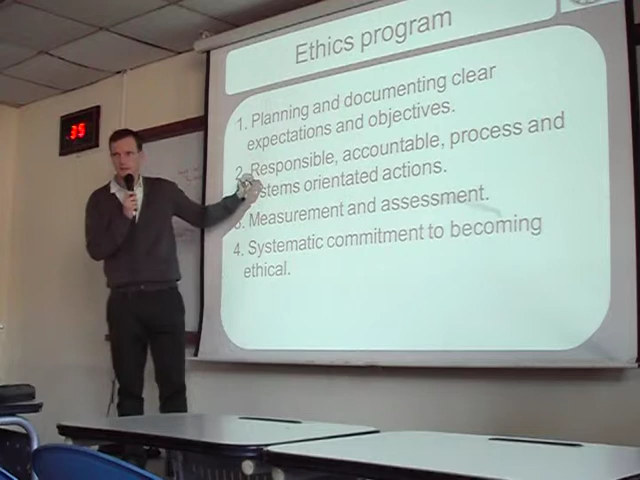 35
Ethics program
1. Planning and documenting clear
expectations and objectives.
2. Responsible, accountable, process and
stems orientated actions.
3. Measurement and assessment.
4. Systematic commitment to becoming
ethical.